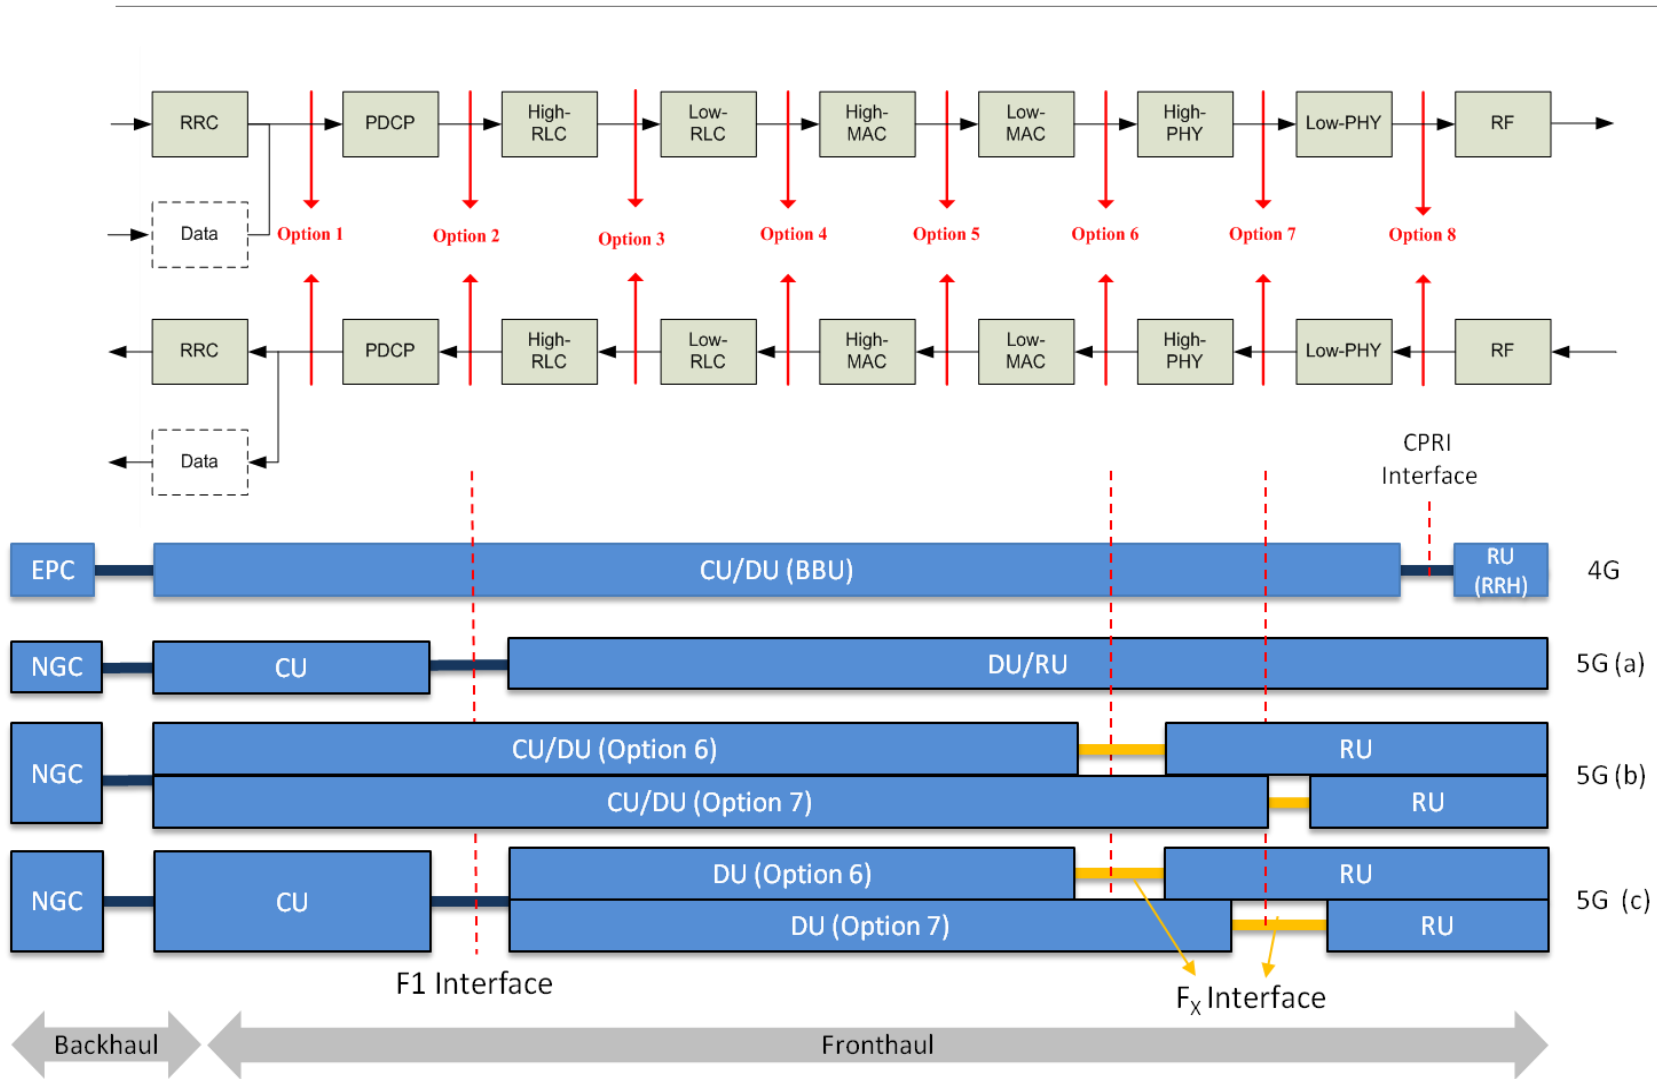 RRC
PDCP
High-
RLC
Low-
RLC
High-
MAC
Low-
MAC
High-
PHY
Low-PHY
RF
Data
Option 1
Option 2
Option 3
Option 4
Option 5
Option 6
Option 7
Option 8
RRC
PDCP
High-
RLC
Low-
RLC
High-
MAC
Low-
MAC
High-
PHY
Low-PHY
RF
Data
CPRI
Interface
EPC
CU/DU (BBU)
RU
(RRH)
4G
NGC
CU
DU/RU
5G (a)
NGC
CU/DU (Option 6)
RU
CU/DU (Option 7)
RU
5G (b)
NGC
CU
DU (Option 6)
RU
DU (Option 7)
RU
5G (c)
F1 Interface
FX Interface
Backhaul
Fronthaul